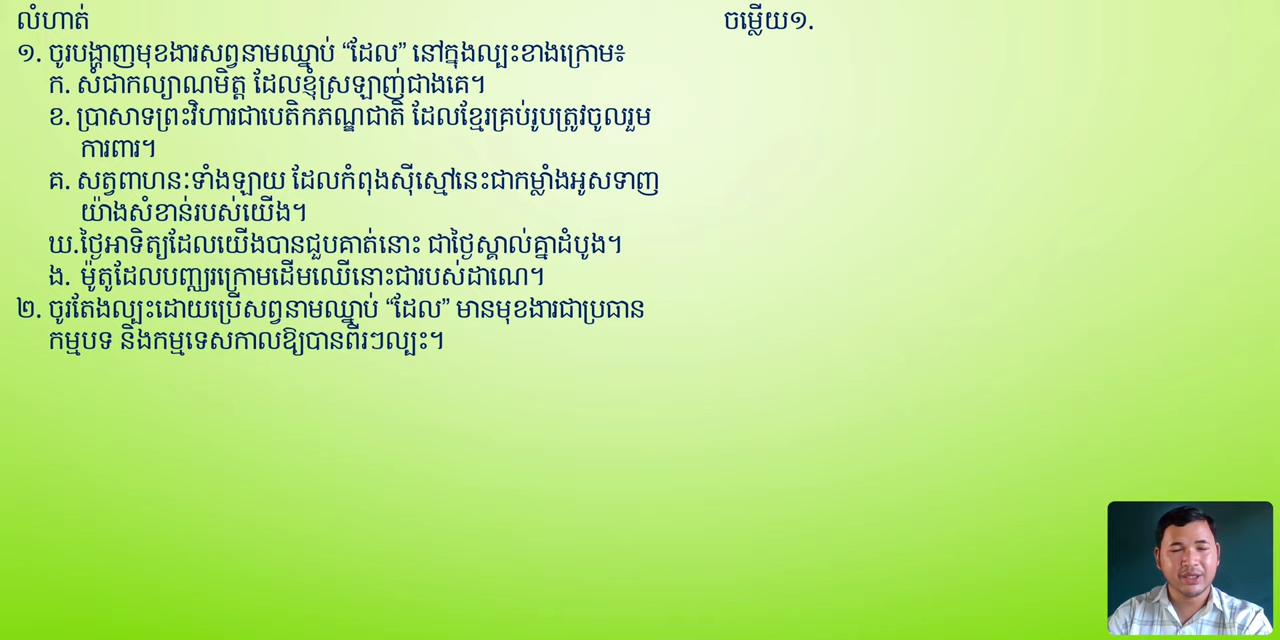 លំហាត់
១. ចូរបង្ហាញមុខងារសព្វនាមឈ្នាប់ “ដែល” នៅក្នុងល្បះខាងក្រោម៖
ក. សំជាកល្យាណមិត្ត ដែលខ្ញុំស្រឡាញ់ជាងគេ។
ខ. ប្រាសាទព្រះវិហារជាបេតិកភណ្ឌជាតិ ដែលខ្មែរគ្រប់រូបត្រូវចូលរួម
ការពារ។
គ. សត្វពាហនៈទាំងឡាយ ដែលកំពុងស៊ីស្មៅនេះជាកម្លាំងអូសទាញ
យ៉ាងសំខាន់របស់យើង។
ឃ.ថ្ងៃអាទិត្យដែលយើងបានជួបគាត់នោះ ជាថ្ងៃស្គាល់គ្នាដំបូង។
ង. ម៉ូតូដែលបញ្ឈរក្រោមដើមឈើនោះជារបស់ដាណេ។
២. ចូរតែងល្បះដោយប្រើសព្វនាមឈ្នាប់ “ដែល” មានមុខងារជាប្រធាន
កម្មបទ និងកម្មទេសកាលឱ្យបានពីរៗល្បះ។
ចម្លើយ១.